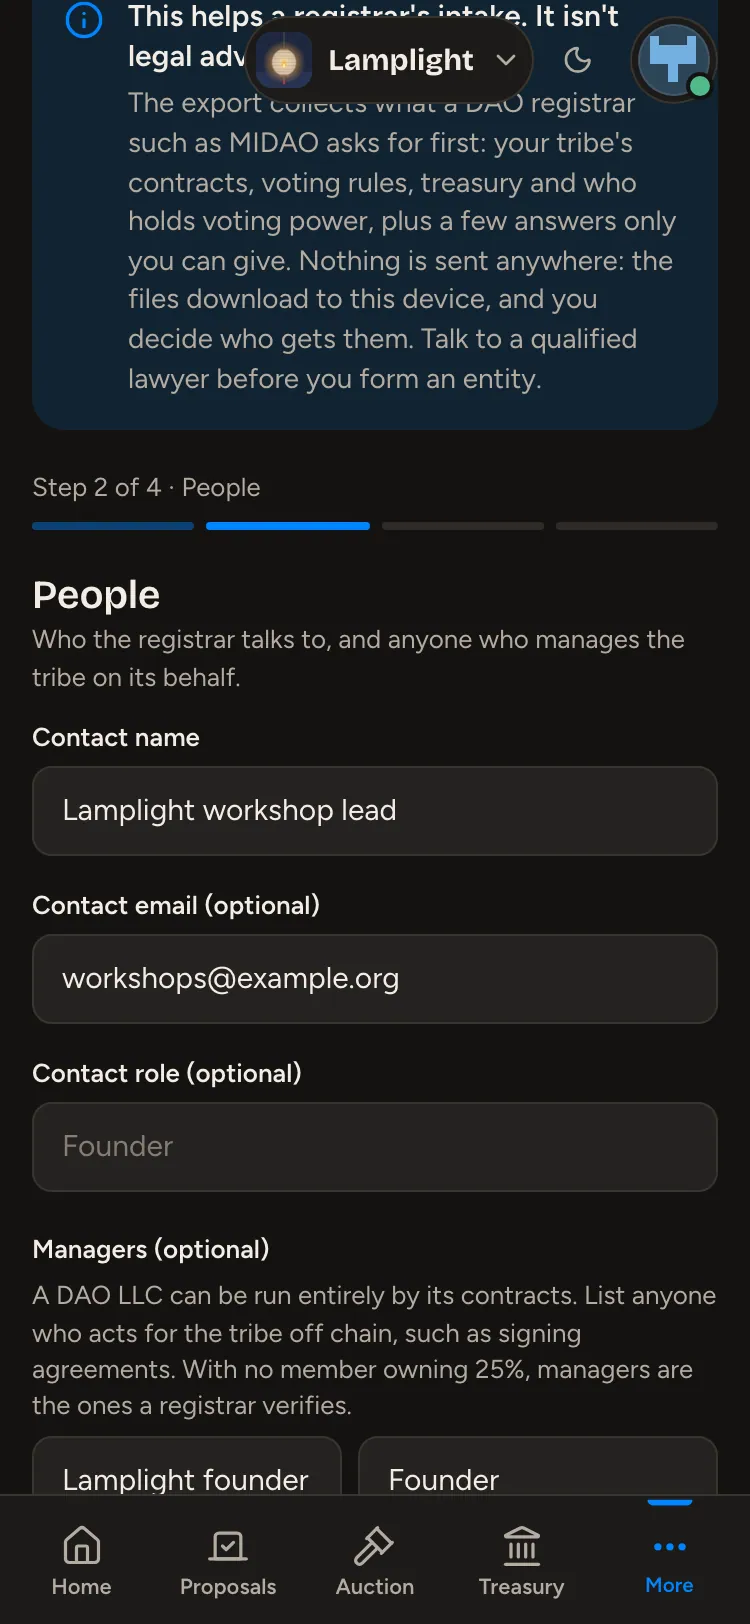 This helps a registrar's intake. It isn't
legal adv
Lamplight
The export collects what a DAO registrar
such as MIDAO asks for first: your tribe's
contracts, voting rules, treasury and who
holds voting power, plus a few answers only
you can give. Nothing is sent anywhere: the
files download to this device, and you
decide who gets them. Talk to a qualified
lawyer before you form an entity.
Step 2 of 4 · People
People
Who the registrar talks to, and anyone who manages the
tribe on its behalf.
Contact name
Lamplight workshop lead
Contact email (optional)
workshops@example.org
Contact role (optional)
Founder
Managers (optional)
A DAO LLC can be run entirely by its contracts. List anyone
who acts for the tribe off chain, such as signing
agreements. With no member owning 25%, managers are
the ones a registrar verifies.
Lamplight founder
Founder
Home
Proposals
Auction
Treasury
More